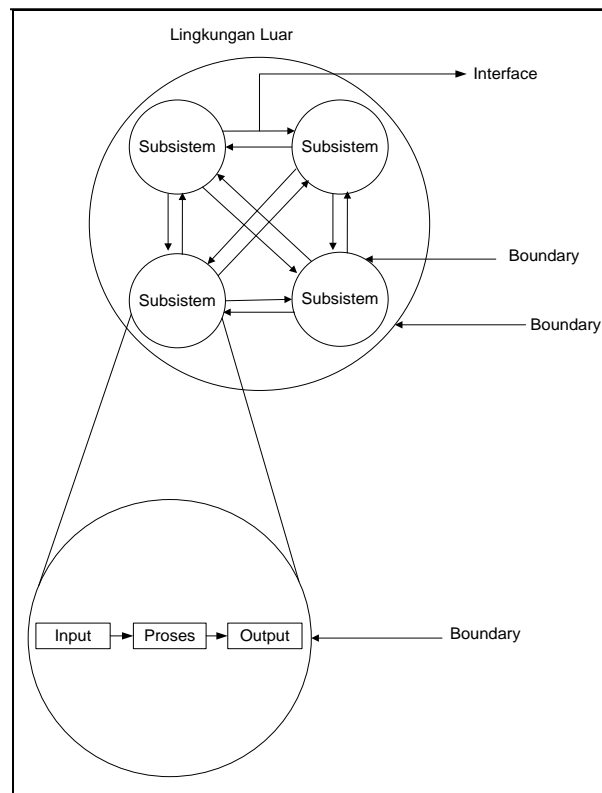 Lingkungan Luar
Interface
Subsistem
Subsistem
Boundary
Subsistem
Subsistem
Boundary
Input
Proses
Output
Boundary